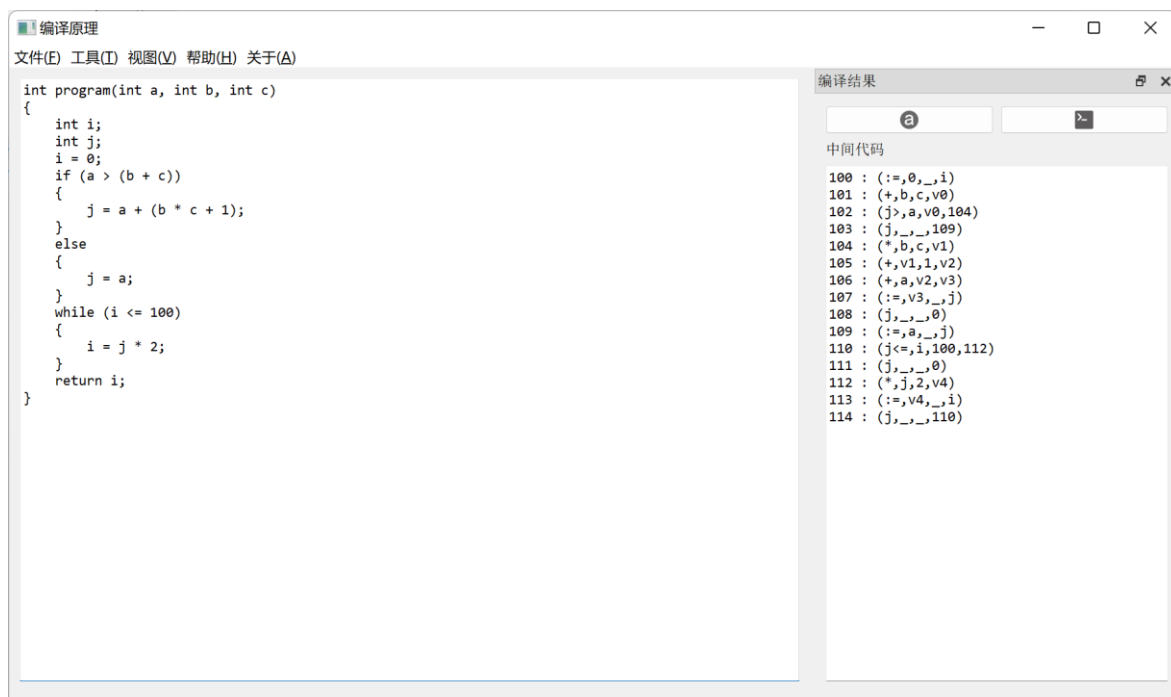 编译原理
文件(F) 工具(T) 视图(V) 帮助(H) 关于(A)
int program(int a, int b, int c)
{
    int i;
    int j;
    i = 0;
    if (a > (b + c))
    {
        j = a + (b * c + 1);
    }
    else
    {
        j = a;
    }
    while (i <= 100)
    {
        i = j * 2;
    }
    return i;
}
编译结果
a
>_
中间代码
100 : (:=,0,_,i)
101 : (+,b,c,v0)
102 : (j>,a,v0,104)
103 : (j,_,_,109)
104 : (*,b,c,v1)
105 : (+,v1,1,v2)
106 : (+,a,v2,v3)
107 : (:=,v3,_,j)
108 : (j,_,_,0)
109 : (:=,a,_,j)
110 : (j<=,i,100,112)
111 : (j,_,_,0)
112 : (*,j,2,v4)
113 : (:=,v4,_,i)
114 : (j,_,_,110)